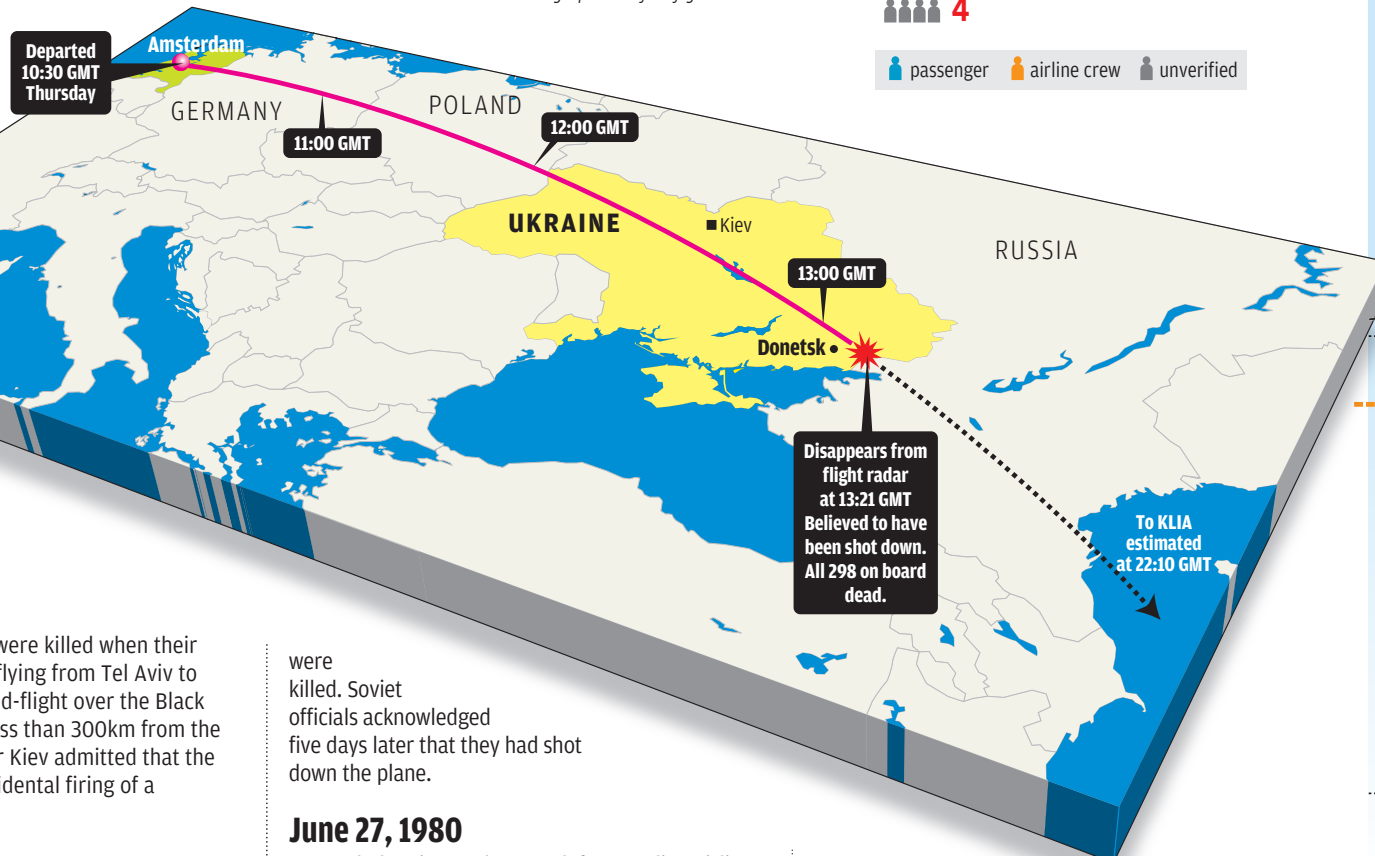 4
passenger
airline crew
unverified
Departed
10:30 GMT
Thursday
Amsterdam
GERMANY
POLAND
11:00 GMT
12:00 GMT
UKRAINE
Kiev
RUSSIA
13:00 GMT
Donetsk
Disappears from
flight radar
at 13:21 GMT
Believed to have
been shot down.
All 298 on board
dead.
To KLIA
estimated
at 22:10 GMT
were killed when their
flying from Tel Aviv to
d-flight over the Black
ss than 300km from the
r Kiev admitted that the
idental firing of a
were
killed. Soviet
officials acknowledged
five days later that they had shot
down the plane.
June 27, 1980